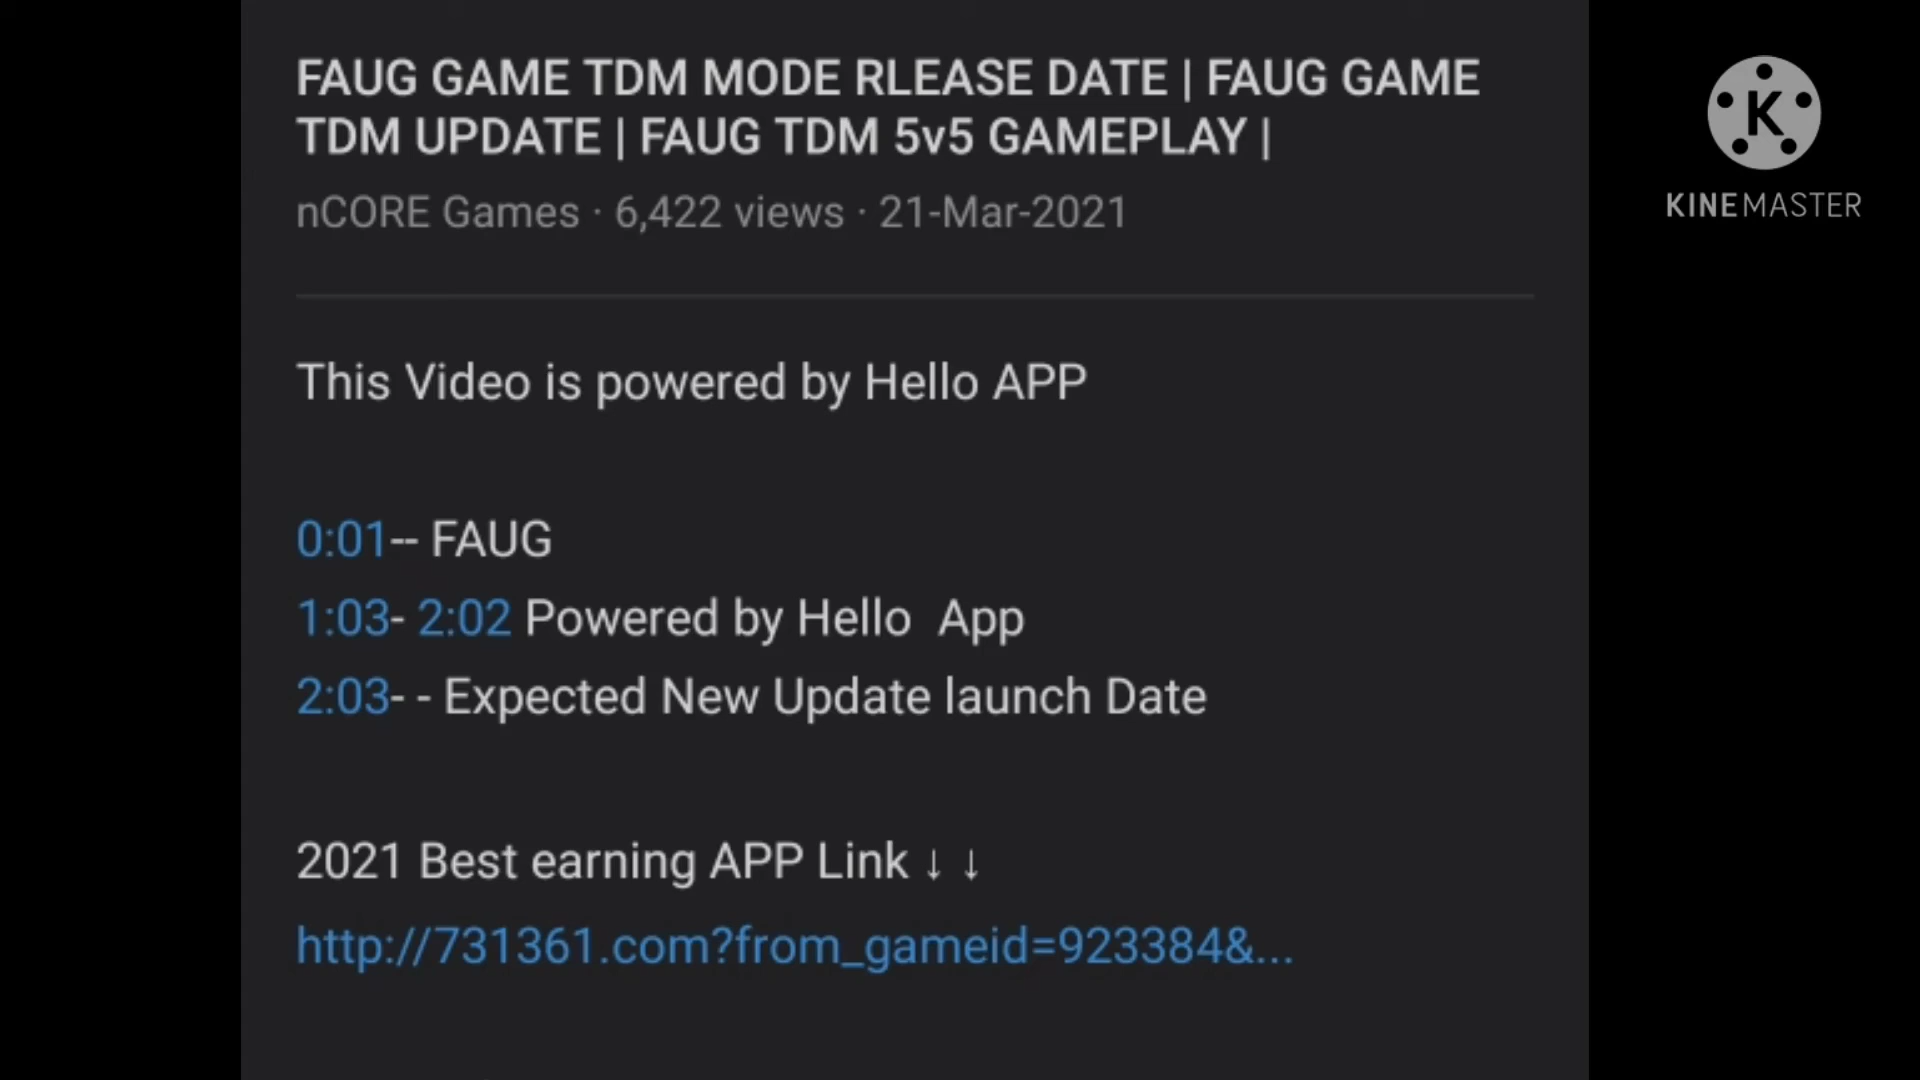 FAUG GAME TDM MODE RLEASE DATE | FAUG GAME
TDM UPDATE | FAUG TDM 5v5 GAMEPLAY |
nCORE Games · 6,422 views · 21-Mar-2021
This Video is powered by Hello APP
0:01-- FAUG
1:03- 2:02 Powered by Hello  App
2:03- - Expected New Update launch Date
2021 Best earning APP Link ↓ ↓
http://731361.com?from_gameid=923384&...
K
KINEMASTER